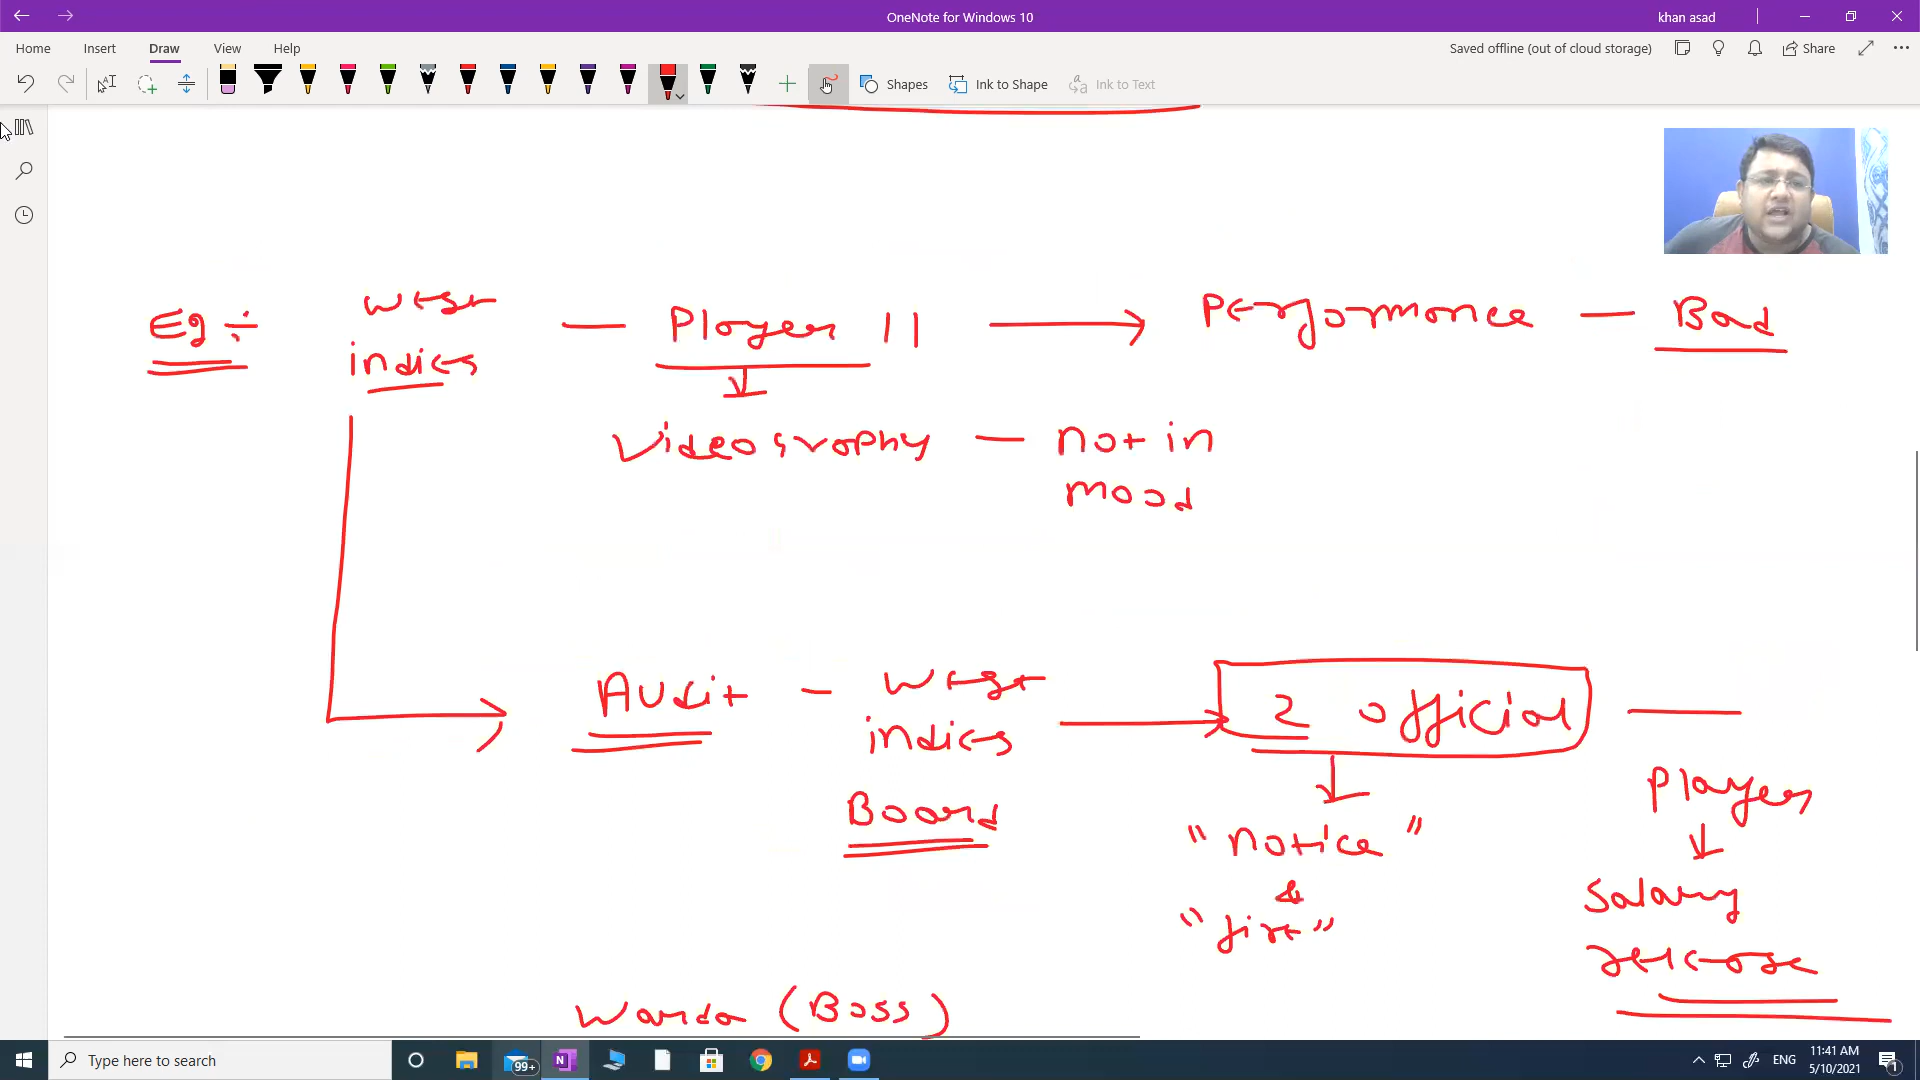 OneNote for Windows 10
khan asad
Home Insert Draw View Help
Saved offline (out of cloud storage)
Share
Shapes Ink to Shape Ink to Text
Eg ÷ west indies — Player 11 → Performance — Bad
Videography — not in mood
Audit — west indies Board → 2 official —
"notice" & "fire"
Player
Salary
release
Warda (Boss)
Type here to search
99+
ENG
11:41 AM
5/10/2021
1